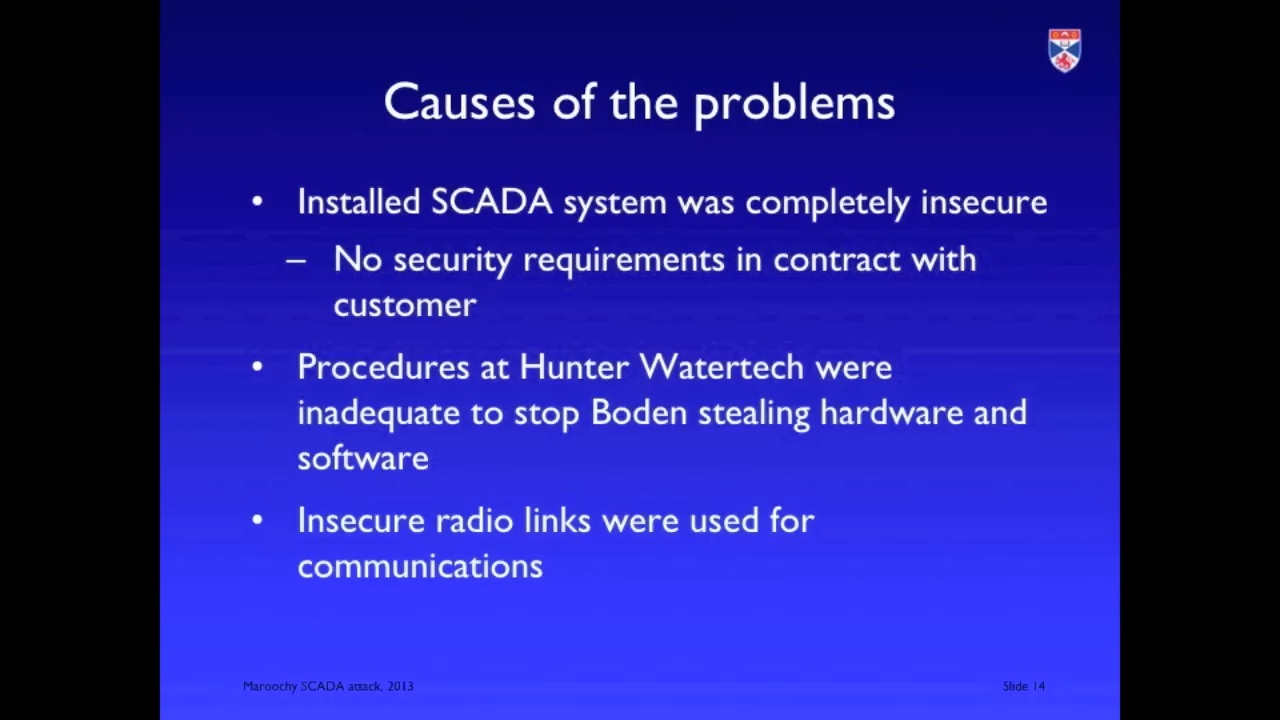 Causes of the problems
• Installed SCADA system was completely insecure
– No security requirements in contract with
customer
• Procedures at Hunter Watertech were
inadequate to stop Boden stealing hardware and
software
• Insecure radio links were used for
communications
Maroochy SCADA attack, 2013
Slide 14